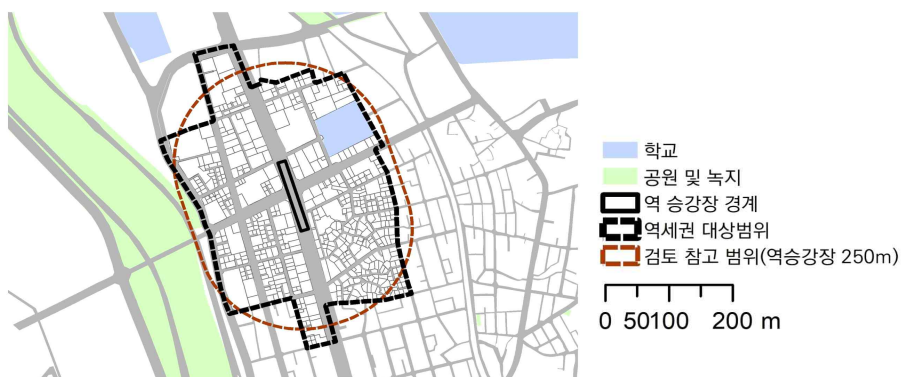 학교
공원 및 녹지
역 승강장 경계
역세권 대상범위
검토 참고 범위(역승강장 250m)
0 50100 200 m